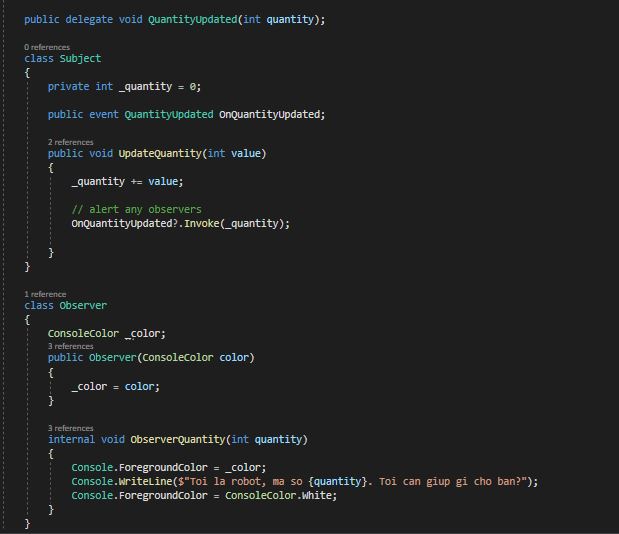 public delegate void QuantityUpdated(int quantity);
0 references
class Subject
{
private int _quantity = 0;
public event QuantityUpdated OnQuantityUpdated;
2 references
public void UpdateQuantity(int value)
{
_quantity += value;
// alert any observers
OnQuantityUpdated?.Invoke(_quantity);
}
}
1 reference
class Observer
{
ConsoleColor _color;
3 references
public Observer(ConsoleColor color)
{
_color = color;
}
3 references
internal void ObserverQuantity(int quantity)
{
Console.ForegroundColor = _color;
Console.WriteLine($"Toi la robot, ma so {quantity}. Toi can giup gi cho ban?");
Console.ForegroundColor = ConsoleColor.White;
}
}